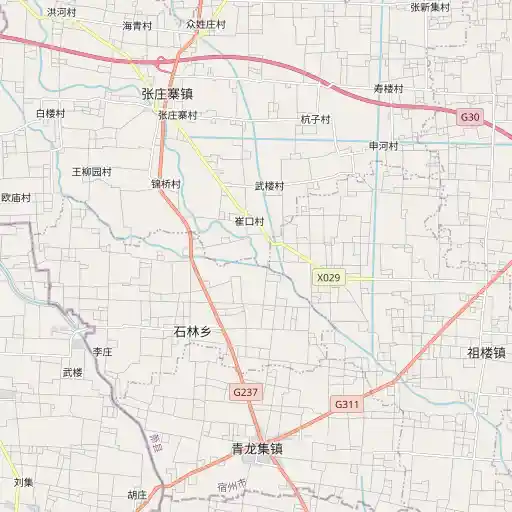 洪河村
张新集村
海青村
众姓庄村
寿楼村
张庄寨镇
白楼村
张庄寨村
杭子村
G30
申河村
王柳园村
锦桥村
武楼村
欧庙村
崔口村
X029
石林乡
李庄
祖楼镇
武楼
G237
G311
萧县
青龙集镇
刘集
宿州市
胡庄